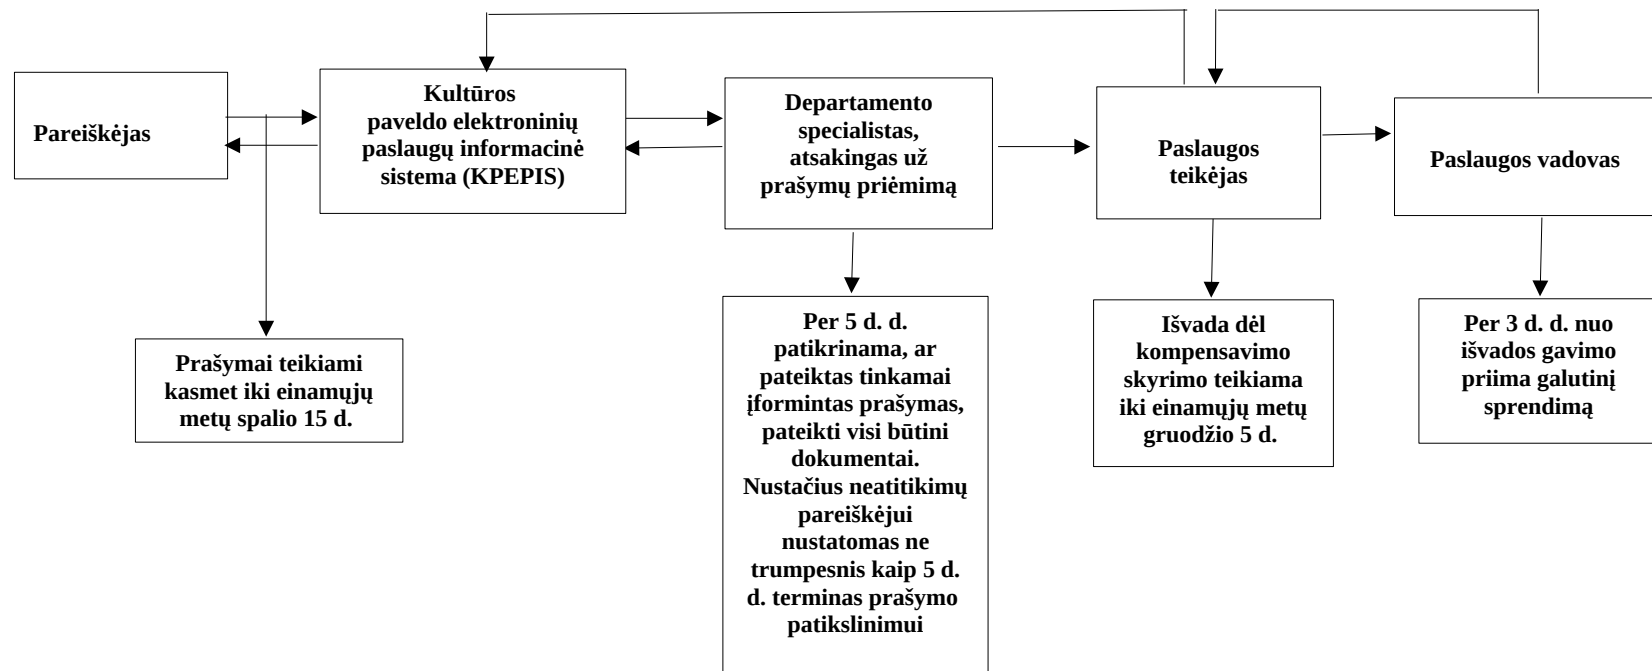 Pareiškėjas
Kultūros
paveldo elektroninių
paslaugų informacinė
sistema (KPEPIS)
Departamento
specialistas,
atsakingas už
prašymų priėmimą
Paslaugos
teikėjas
Paslaugos vadovas
Prašymai teikiami
kasmet iki einamųjų
metų spalio 15 d.
Per 5 d. d.
patikrinama, ar
pateiktas tinkamai
įformintas prašymas,
pateikti visi būtini
dokumentai.
Nustačius neatitikimų
pareiškėjui
nustatomas ne
trumpesnis kaip 5 d.
d. terminas prašymo
patikslinimui
Išvada dėl
kompensavimo
skyrimo teikiama
iki einamųjų metų
gruodžio 5 d.
Per 3 d. d. nuo
išvados gavimo
priima galutinį
sprendimą